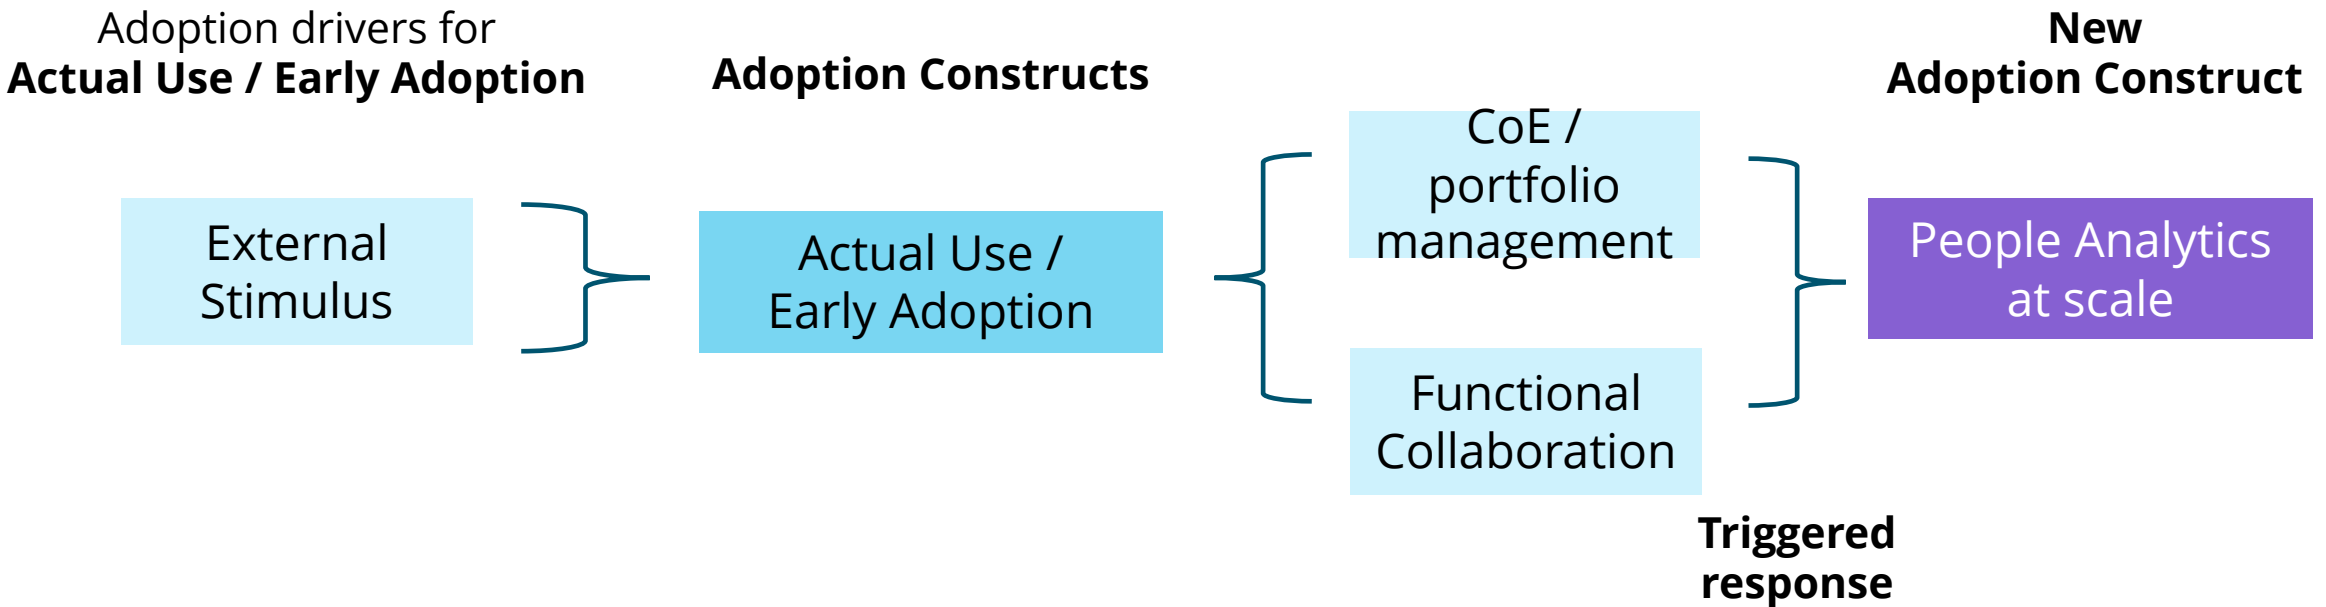 Adoption drivers for
Actual Use / Early Adoption
Adoption Constructs
New
Adoption Construct
External
Stimulus
Actual Use /
Early Adoption
CoE /
portfolio
management
Functional
Collaboration
People Analytics
at scale
Triggered
response